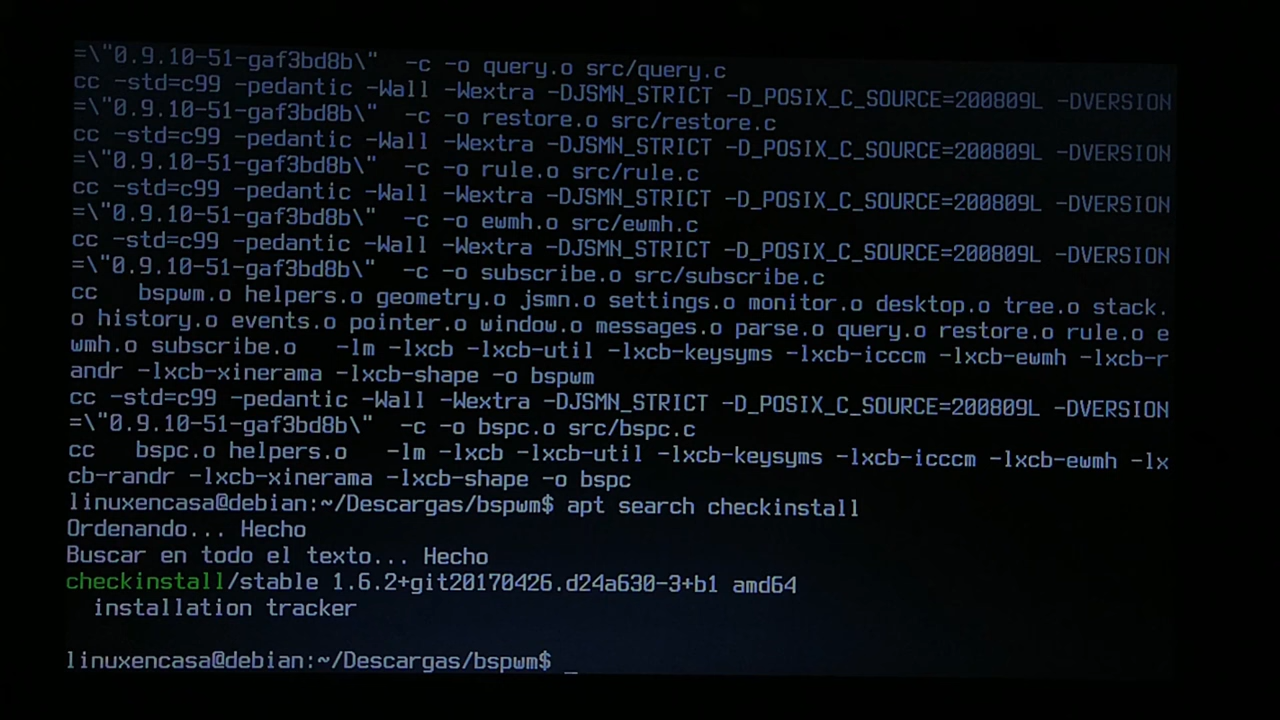 =\"0.9.10-51-gaf3bd8b\"  -c -o query.o src/query.c
cc -std=c99 -pedantic -Wall -Wextra -DJSMN_STRICT -D_POSIX_C_SOURCE=200809L -DVERSION
=\"0.9.10-51-gaf3bd8b\"  -c -o restore.o src/restore.c
cc -std=c99 -pedantic -Wall -Wextra -DJSMN_STRICT -D_POSIX_C_SOURCE=200809L -DVERSION
=\"0.9.10-51-gaf3bd8b\"  -c -o rule.o src/rule.c
cc -std=c99 -pedantic -Wall -Wextra -DJSMN_STRICT -D_POSIX_C_SOURCE=200809L -DVERSION
=\"0.9.10-51-gaf3bd8b\"  -c -o ewmh.o src/ewmh.c
cc -std=c99 -pedantic -Wall -Wextra -DJSMN_STRICT -D_POSIX_C_SOURCE=200809L -DVERSION
=\"0.9.10-51-gaf3bd8b\"  -c -o subscribe.o src/subscribe.c
cc   bspwm.o helpers.o geometry.o jsmn.o settings.o monitor.o desktop.o tree.o stack.
o history.o events.o pointer.o window.o messages.o parse.o query.o restore.o rule.o e
wmh.o subscribe.o   -lm -lxcb -lxcb-util -lxcb-keysyms -lxcb-icccm -lxcb-ewmh -lxcb-r
andr -lxcb-xinerama -lxcb-shape -o bspwm
cc -std=c99 -pedantic -Wall -Wextra -DJSMN_STRICT -D_POSIX_C_SOURCE=200809L -DVERSION
=\"0.9.10-51-gaf3bd8b\"  -c -o bspc.o src/bspc.c
cc   bspc.o helpers.o   -lm -lxcb -lxcb-util -lxcb-keysyms -lxcb-icccm -lxcb-ewmh -lx
cb-randr -lxcb-xinerama -lxcb-shape -o bspc
linuxencasa@debian:~/Descargas/bspwm$ apt search checkinstall
Ordenando... Hecho
Buscar en todo el texto... Hecho
checkinstall/stable 1.6.2+git20170426.d24a630-3+b1 amd64
  installation tracker
linuxencasa@debian:~/Descargas/bspwm$ _